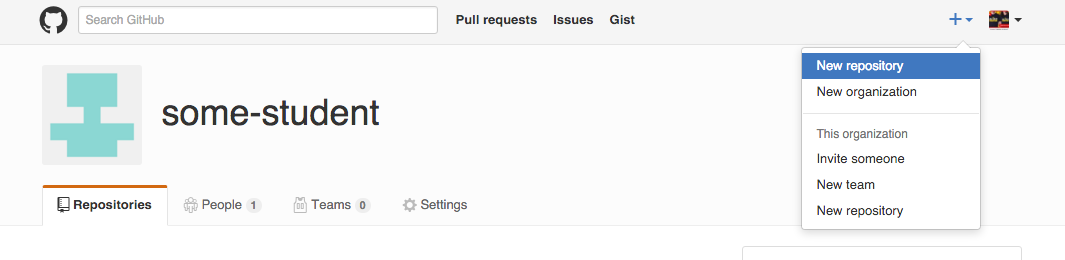 Search GitHub
Pull requests Issues Gist
New repository
New organization
some-student
This organization
Invite someone
New team
New repository
Repositories People 1 Teams 0 Settings